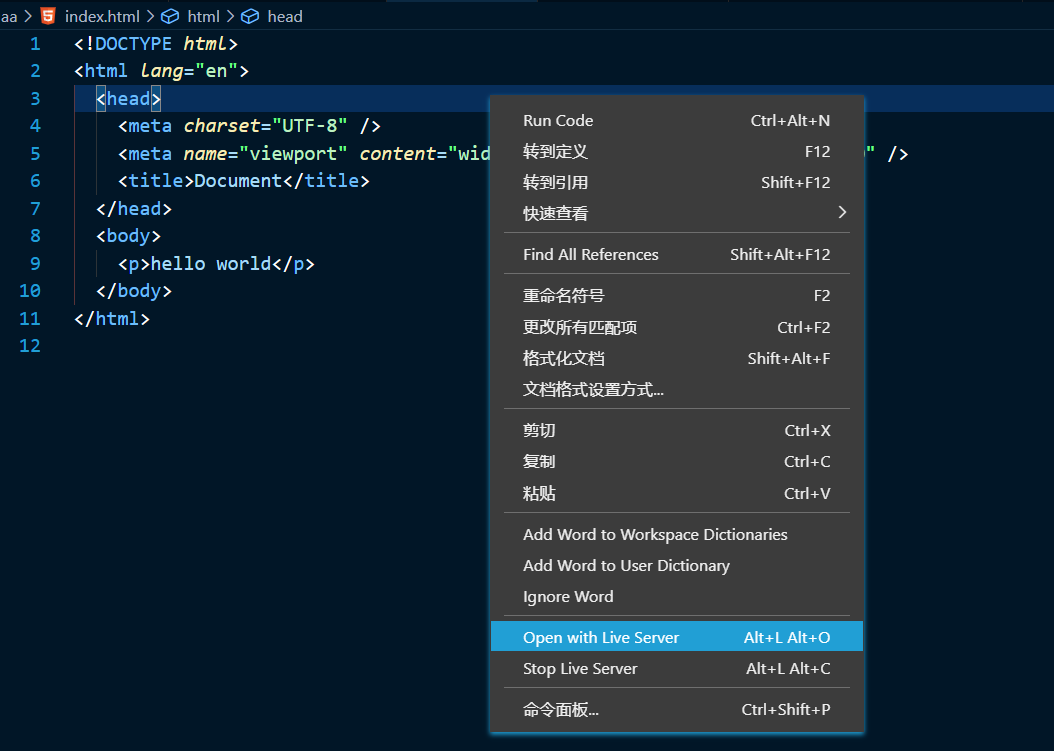 aa > index.html > html > head
1 <!DOCTYPE html>
2 <html lang="en">
3 <head>
4 <meta charset="UTF-8" />
5 <meta name="viewport" content="wid " />
6 <title>Document</title>
7 </head>
8 <body>
9 <p>hello world</p>
10 </body>
11 </html>
12
Run Code Ctrl+Alt+N
转到定义 F12
转到引用 Shift+F12
快速查看 >
Find All References Shift+Alt+F12
重命名符号 F2
更改所有匹配项 Ctrl+F2
格式化文档 Shift+Alt+F
文档格式设置方式...
剪切 Ctrl+X
复制 Ctrl+C
粘贴 Ctrl+V
Add Word to Workspace Dictionaries
Add Word to User Dictionary
Ignore Word
Open with Live Server Alt+L Alt+O
Stop Live Server Alt+L Alt+C
命令面板... Ctrl+Shift+P